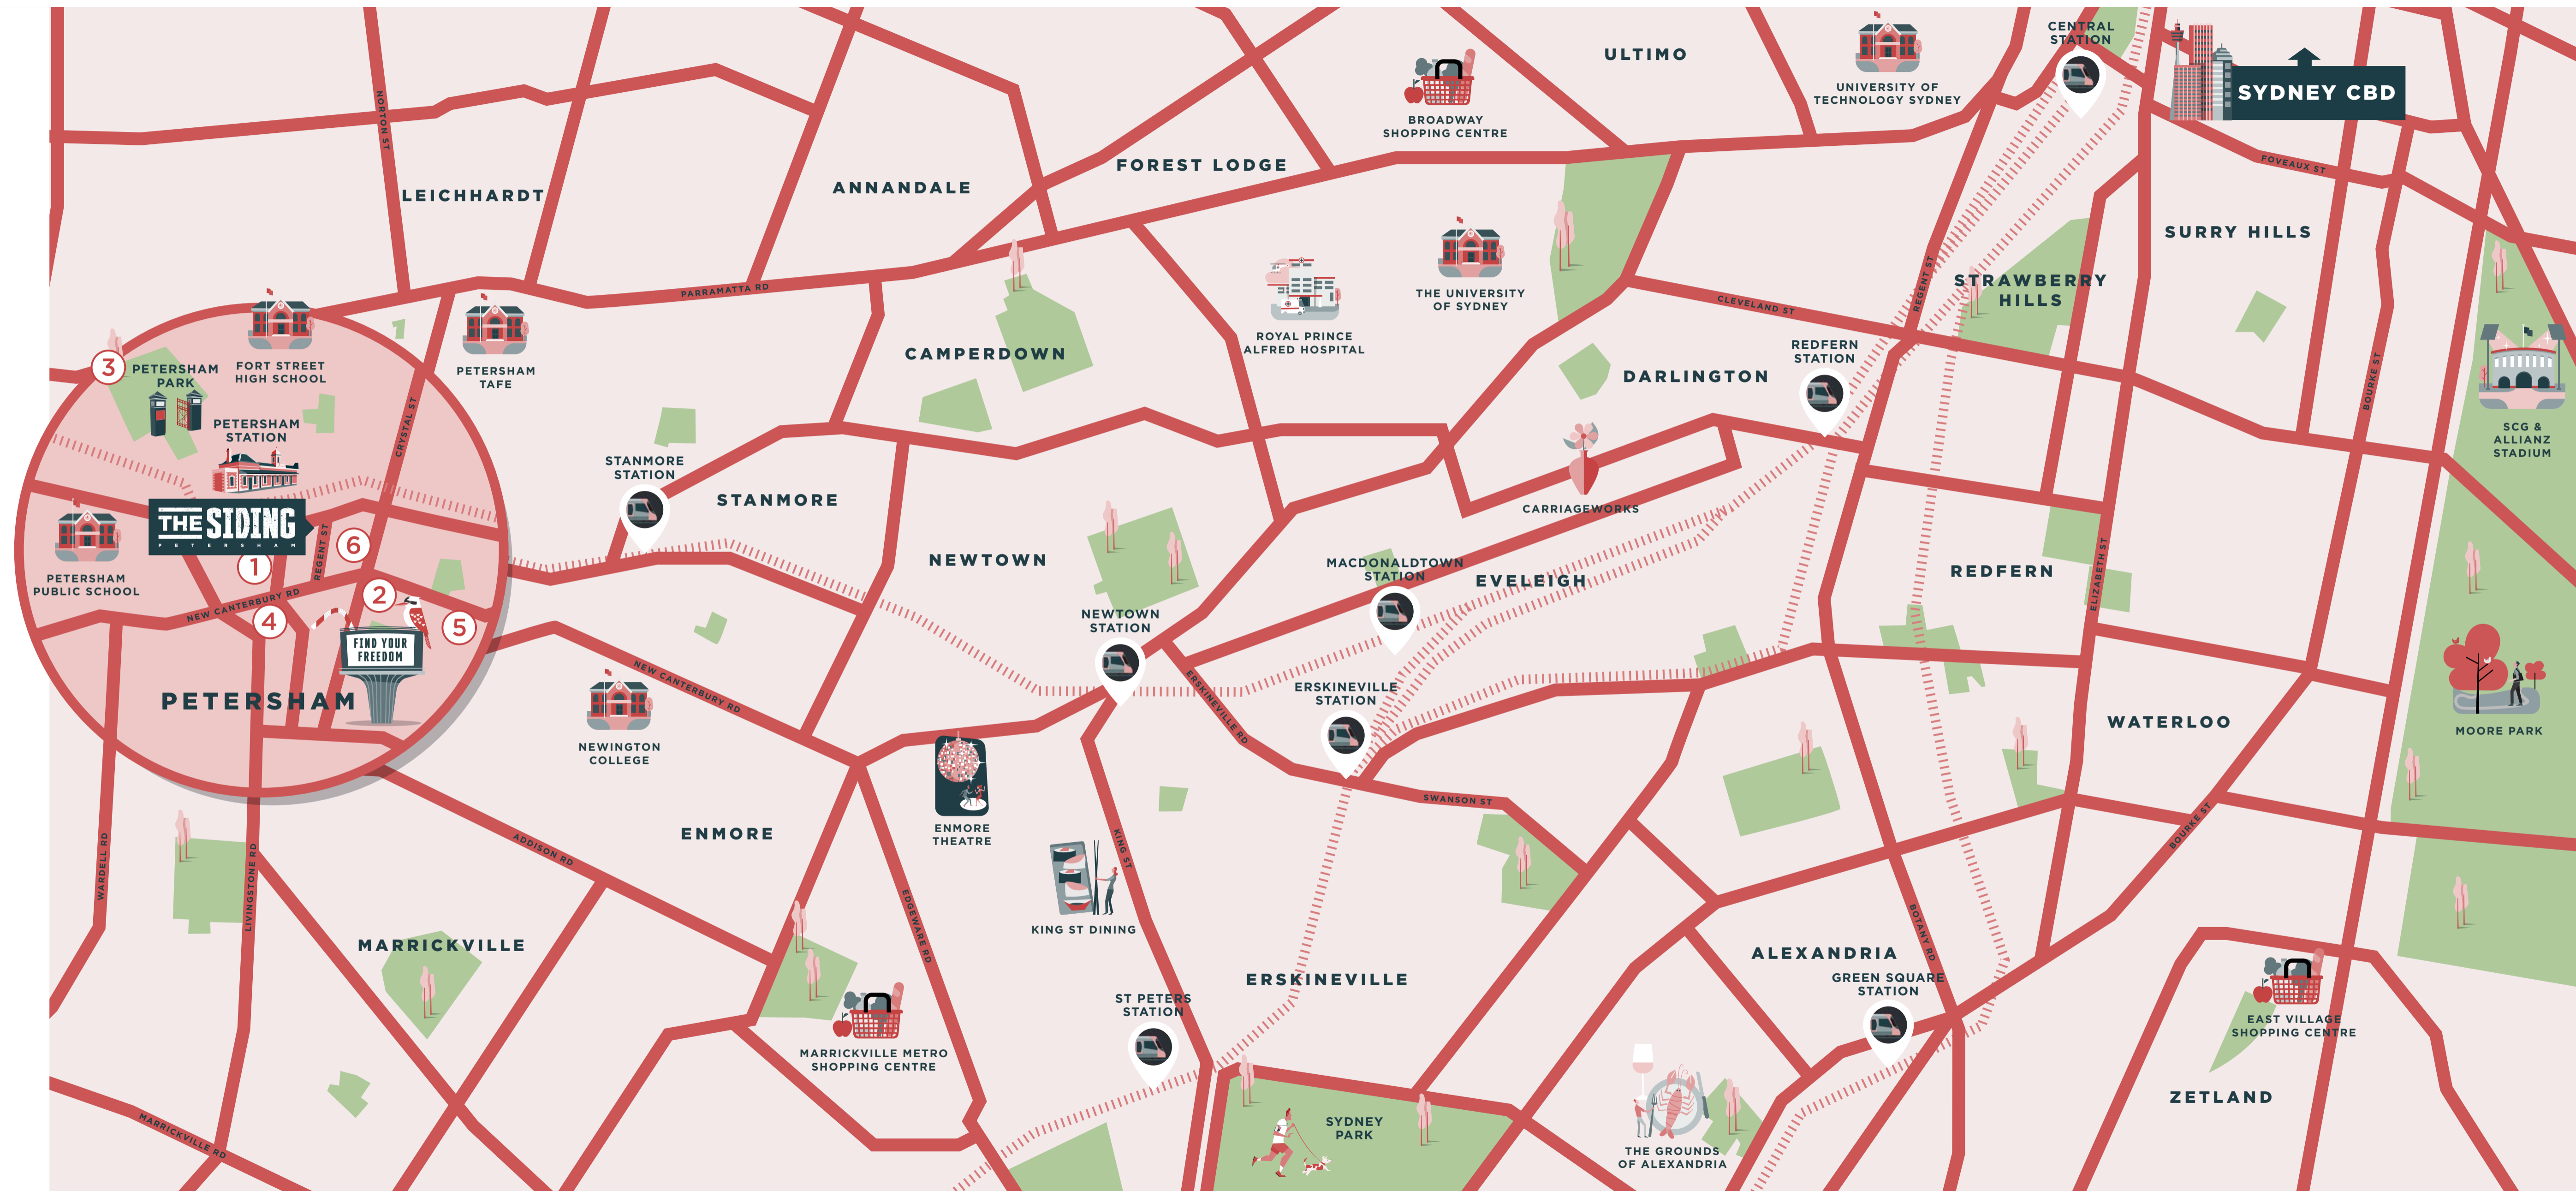 CENTRAL
STATION
ULTIMO
SYDNEY CBD
UNIVERSITY OF
TECHNOLOGY SYDNEY
BROADWAY
SHOPPING CENTRE
NORTON ST
FOREST LODGE
FOVEAUX ST
LEICHHARDT
ANNANDALE
SURRY HILLS
PARRAMATTA RD
THE UNIVERSITY
OF SYDNEY
CLEVELAND ST
REGENT ST
STRAWBERRY
HILLS
ROYAL PRINCE
ALFRED HOSPITAL
CAMPERDOWN
REDFERN
STATION
DARLINGTON
BOURKE ST
3
PETERSHAM
PARK
FORT STREET
HIGH SCHOOL
PETERSHAM
TAFE
CRYSTAL ST
PETERSHAM
STATION
SCG &
ALLIANZ
STADIUM
STANMORE
STATION
STANMORE
CARRIAGEWORKS
THE SIDING
PETERSHAM
REGENT ST
6
1
PETERSHAM
PUBLIC SCHOOL
NEWTOWN
MACDONALDTOWN
STATION
EVELEIGH
REDFERN
ELIZABETH ST
NEW CANTERBURY RD
2
4
5
FIND YOUR
FREEDOM
PETERSHAM
NEWTOWN
STATION
NEW CANTERBURY RD
ERSKINEVILLE RD
ERSKINEVILLE
STATION
WATERLOO
MOORE PARK
NEWINGTON
COLLEGE
SWANSON ST
ENMORE
ENMORE
THEATRE
KING ST
BOURKE ST
WARDELL RD
LIVINGSTONE RD
ADDISON RD
EDGEWARE RD
KING ST DINING
BOTANY RD
MARRICKVILLE
ERSKINEVILLE
ALEXANDRIA
GREEN SQUARE
STATION
ST PETERS
STATION
MARRICKVILLE METRO
SHOPPING CENTRE
EAST VILLAGE
SHOPPING CENTRE
MARRICKVILLE RD
SYDNEY
PARK
THE GROUNDS
OF ALEXANDRIA
ZETLAND